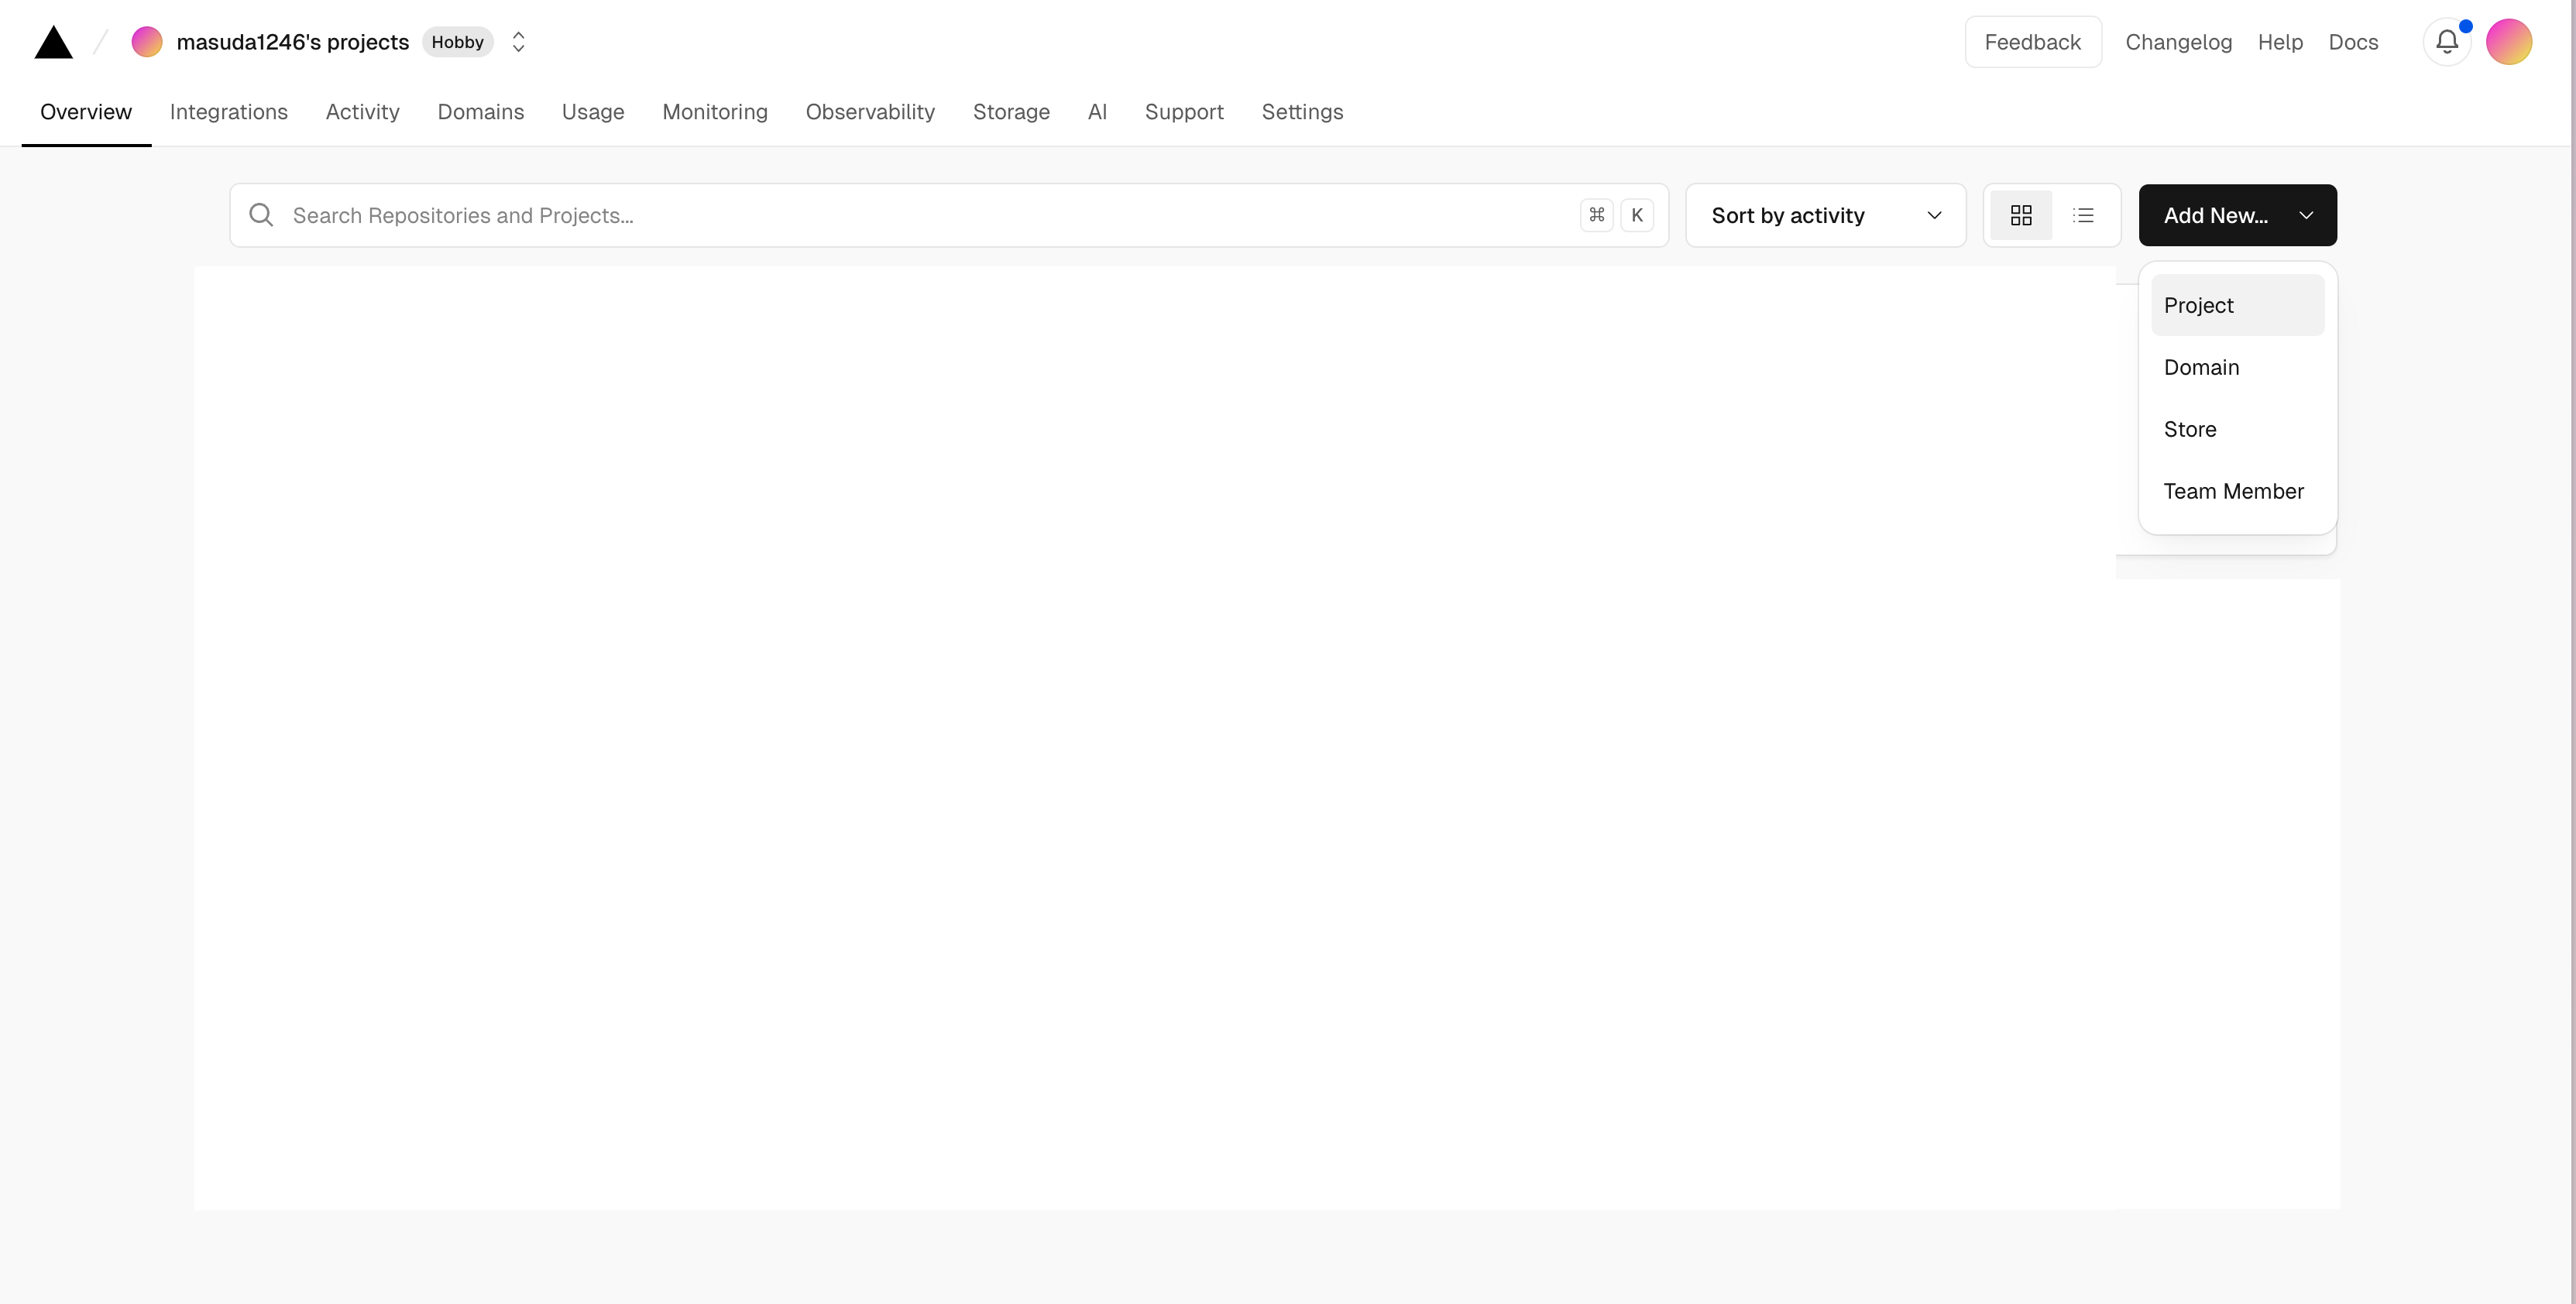 masuda1246's projects Hobby
Feedback Changelog Help Docs
Overview Integrations Activity Domains Usage Monitoring Observability Storage AI Support Settings
Search Repositories and Projects... ⌘ K Sort by activity Add New...
Project
Domain
Store
Team Member